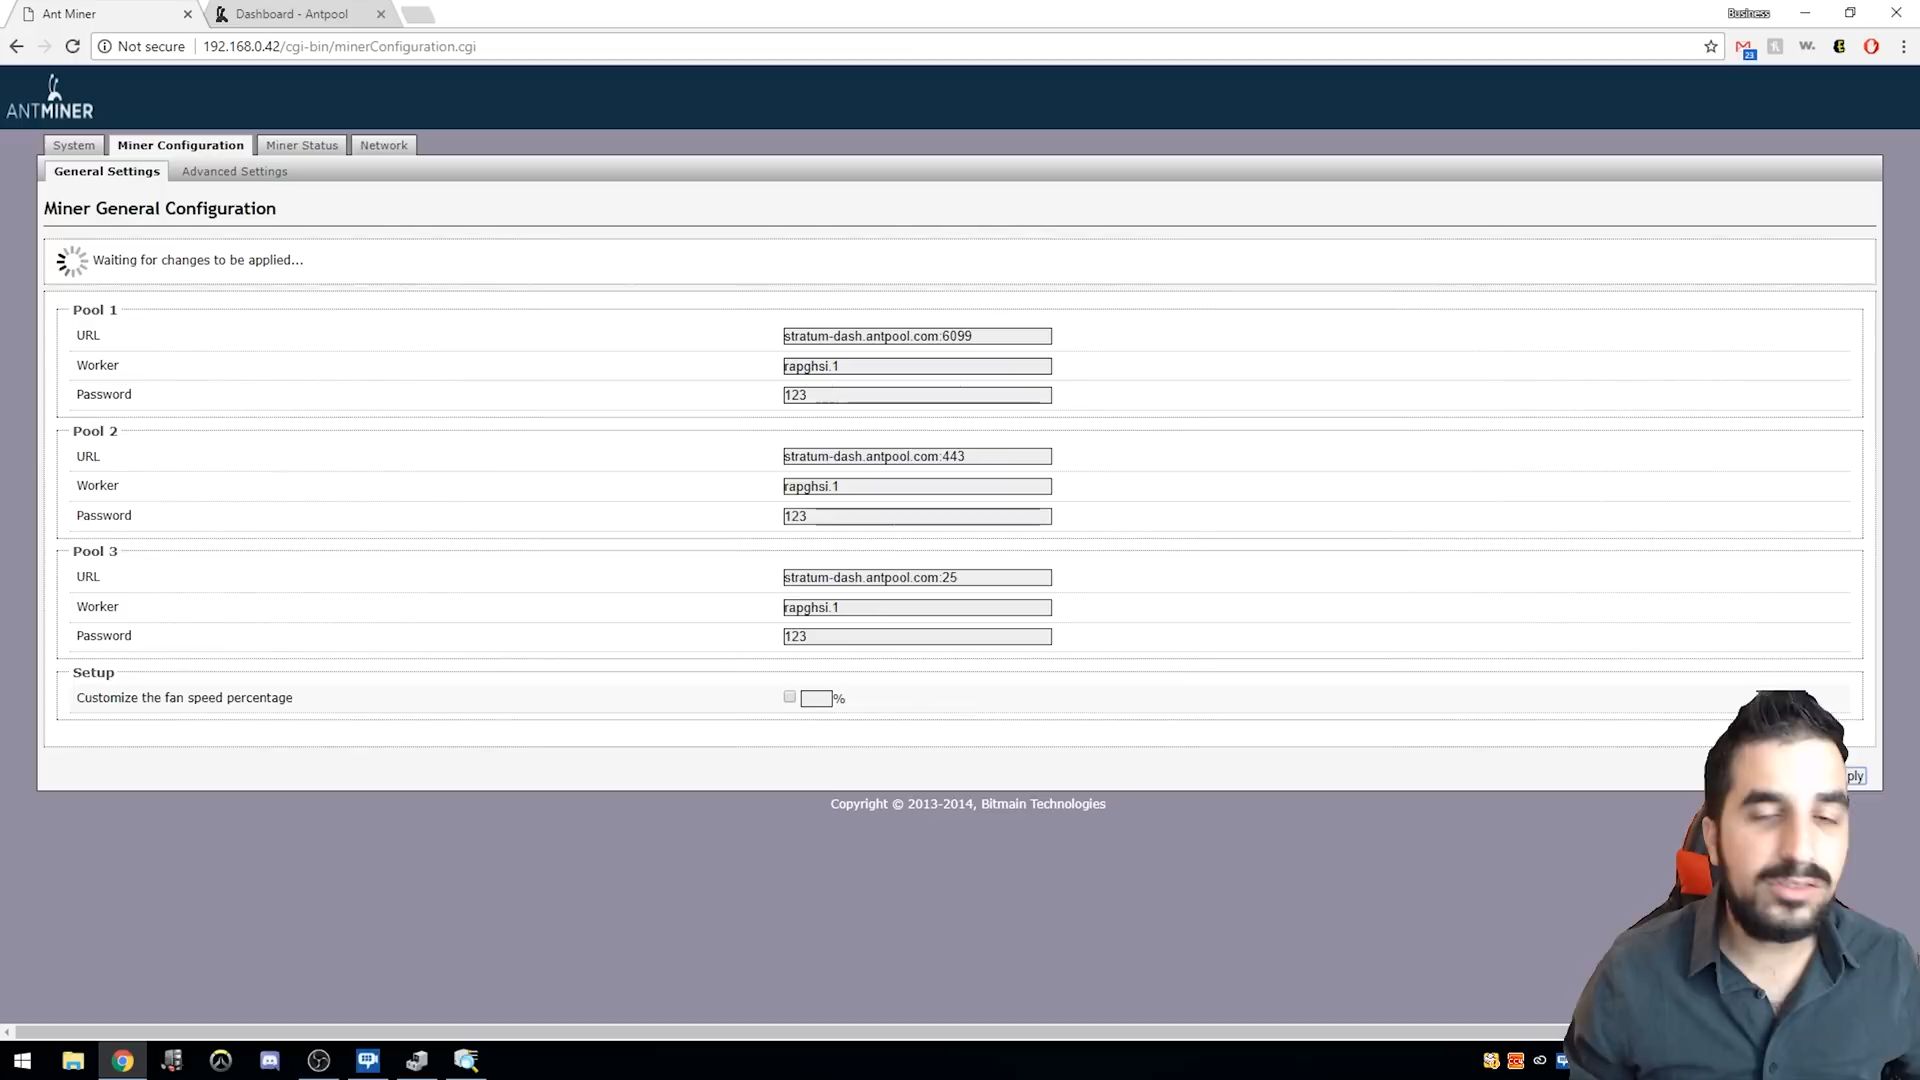 Ant Miner
Dashboard - Antpool
Business
Not secure
192.168.0.42/cgi-bin/minerConfiguration.cgi
23
W.
ANTMINER
System
Miner Configuration
Miner Status
Network
General Settings
Advanced Settings
Miner General Configuration
Waiting for changes to be applied...
Pool 1
URL
stratum-dash.antpool.com:6099
Worker
rapghsi.1
Password
123
Pool 2
URL
stratum-dash.antpool.com:443
Worker
rapghsi.1
Password
123
Pool 3
URL
stratum-dash.antpool.com:25
Worker
rapghsi.1
Password
123
Setup
Customize the fan speed percentage
%
ply
Copyright © 2013-2014, Bitmain Technologies